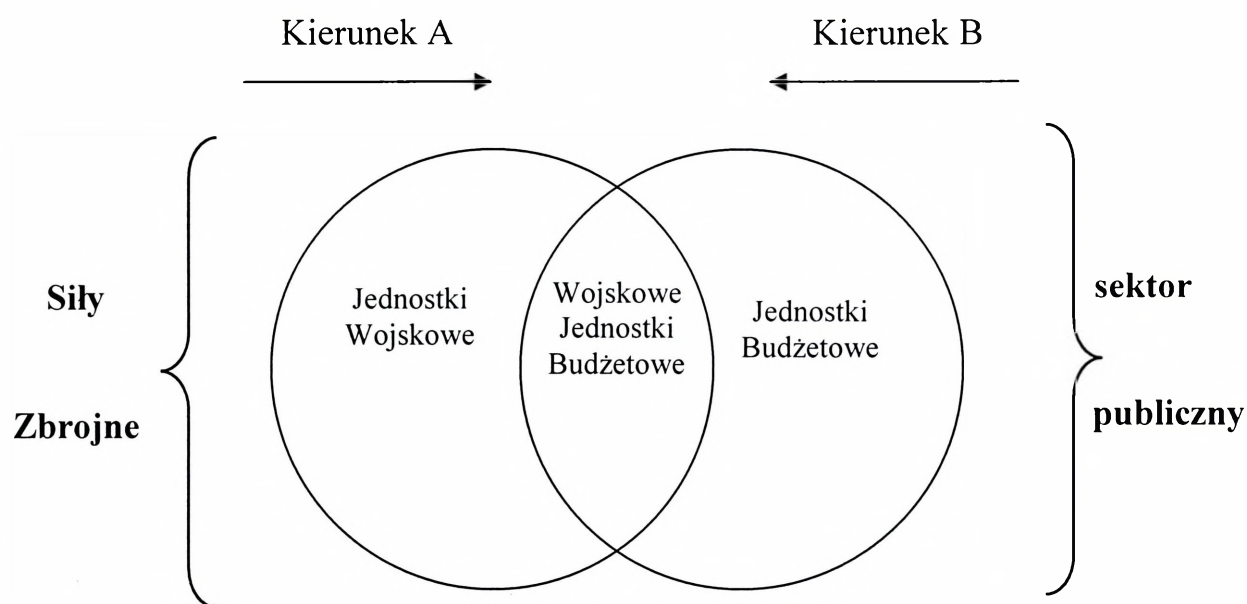 Kierunek A
Kierunek B
Siły
Zbrojne
Jednostki
Wojskowe
Wojskowe
Jednostki
Budżetowe
Jednostki
Budżetowe
sektor
publiczny